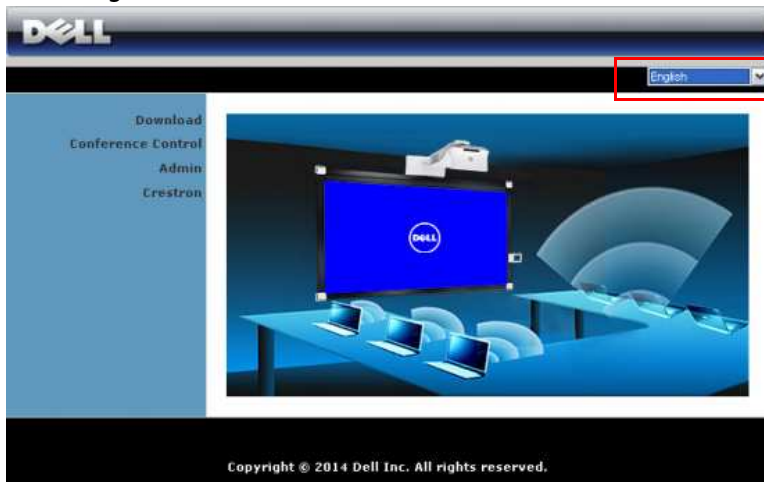 DELL
English
Download
Conference Control
Admin
Crestron
DELL
Copyright © 2014 Dell Inc. All rights reserved.